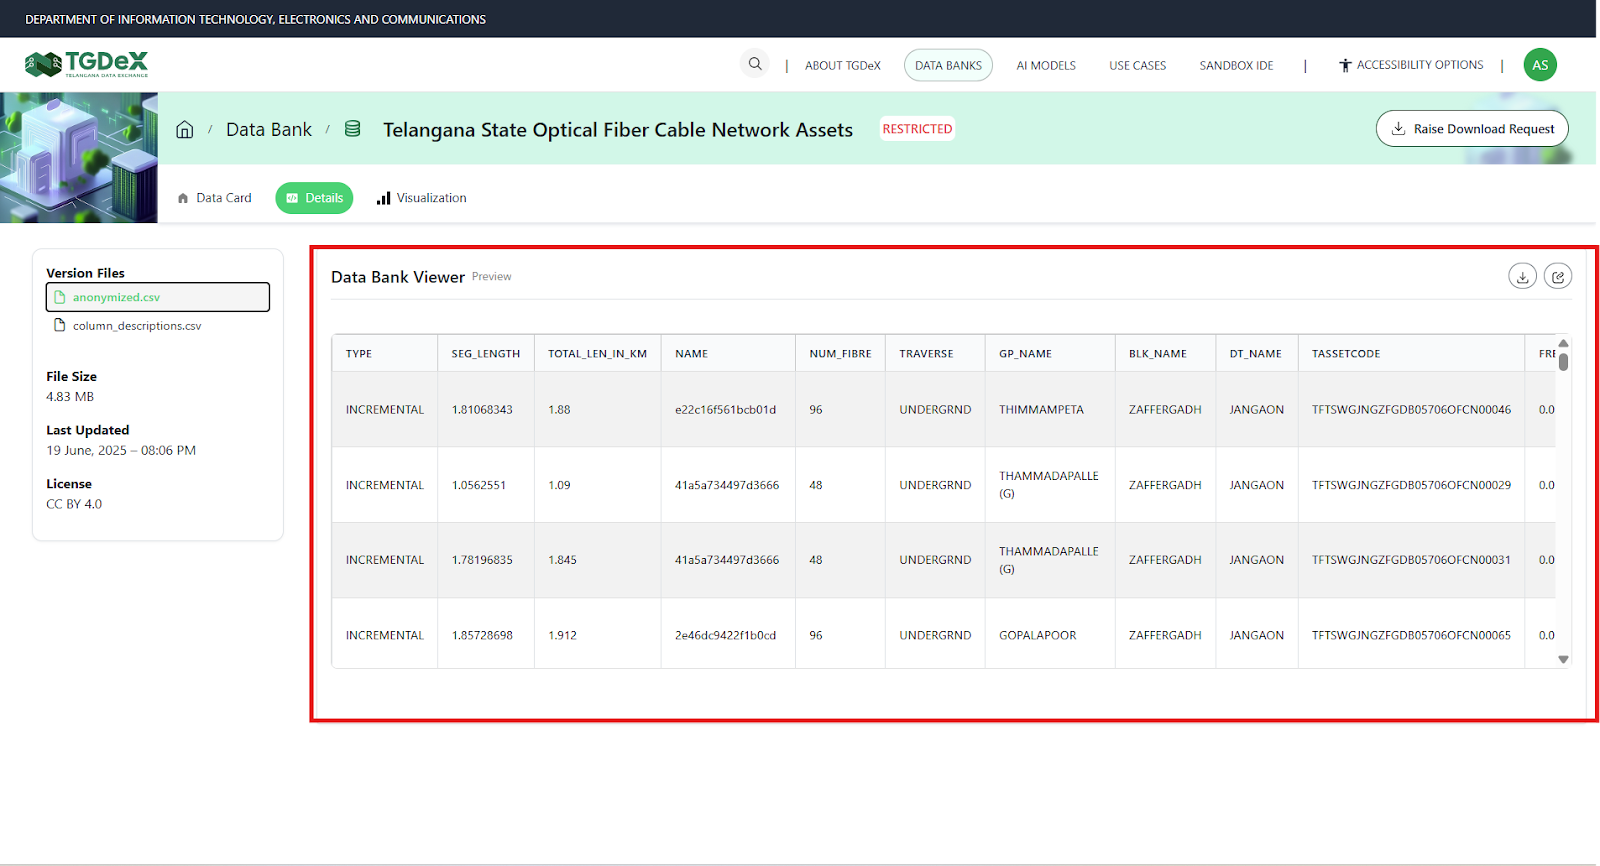 DEPARTMENT OF INFORMATION TECHNOLOGY, ELECTRONICS AND COMMUNICATIONS
TGDeX
TELANGANA DATA EXCHANGE
| ABOUT TGDeX DATA BANKS AI MODELS USE CASES SANDBOX IDE | ACCESSIBILITY OPTIONS | AS
/ Data Bank / Telangana State Optical Fiber Cable Network Assets RESTRICTED Raise Download Request
Data Card Details Visualization
Version Files
anonymized.csv
column_descriptions.csv
File Size
4.83 MB
Last Updated
19 June, 2025 – 08:06 PM
License
CC BY 4.0
Data Bank Viewer Preview
TYPE SEG_LENGTH TOTAL_LEN_IN_KM NAME NUM_FIBRE TRAVERSE GP_NAME BLK_NAME DT_NAME TASSETCODE FRE
INCREMENTAL 1.81068343 1.88 e22c16f561bcb01d 96 UNDERGRND THIMMAMPETA ZAFFERGADH JANGAON TFTSWGJNGZFGDB05706OFCN00046 0.0
INCREMENTAL 1.0562551 1.09 41a5a734497d3666 48 UNDERGRND THAMMADAPALLE (G) ZAFFERGADH JANGAON TFTSWGJNGZFGDB05706OFCN00029 0.0
INCREMENTAL 1.78196835 1.845 41a5a734497d3666 48 UNDERGRND THAMMADAPALLE (G) ZAFFERGADH JANGAON TFTSWGJNGZFGDB05706OFCN00031 0.0
INCREMENTAL 1.85728698 1.912 2e46dc9422f1b0cd 96 UNDERGRND GOPALAPOOR ZAFFERGADH JANGAON TFTSWGJNGZFGDB05706OFCN00065 0.0